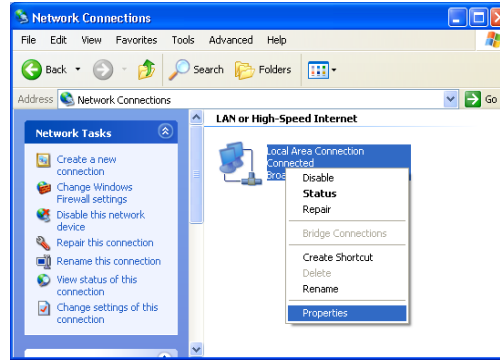 Network Connections
File Edit View Favorites Tools Advanced Help
Back Search Folders
Address Network Connections Go
Network Tasks
Create a new
connection
Change Windows
Firewall settings
Disable this network
device
Repair this connection
Rename this connection
View status of this
connection
Change settings of this
connection
LAN or High-Speed Internet
Local Area Connection
Connected
Disable
Status
Repair
Bridge Connections
Create Shortcut
Delete
Rename
Properties